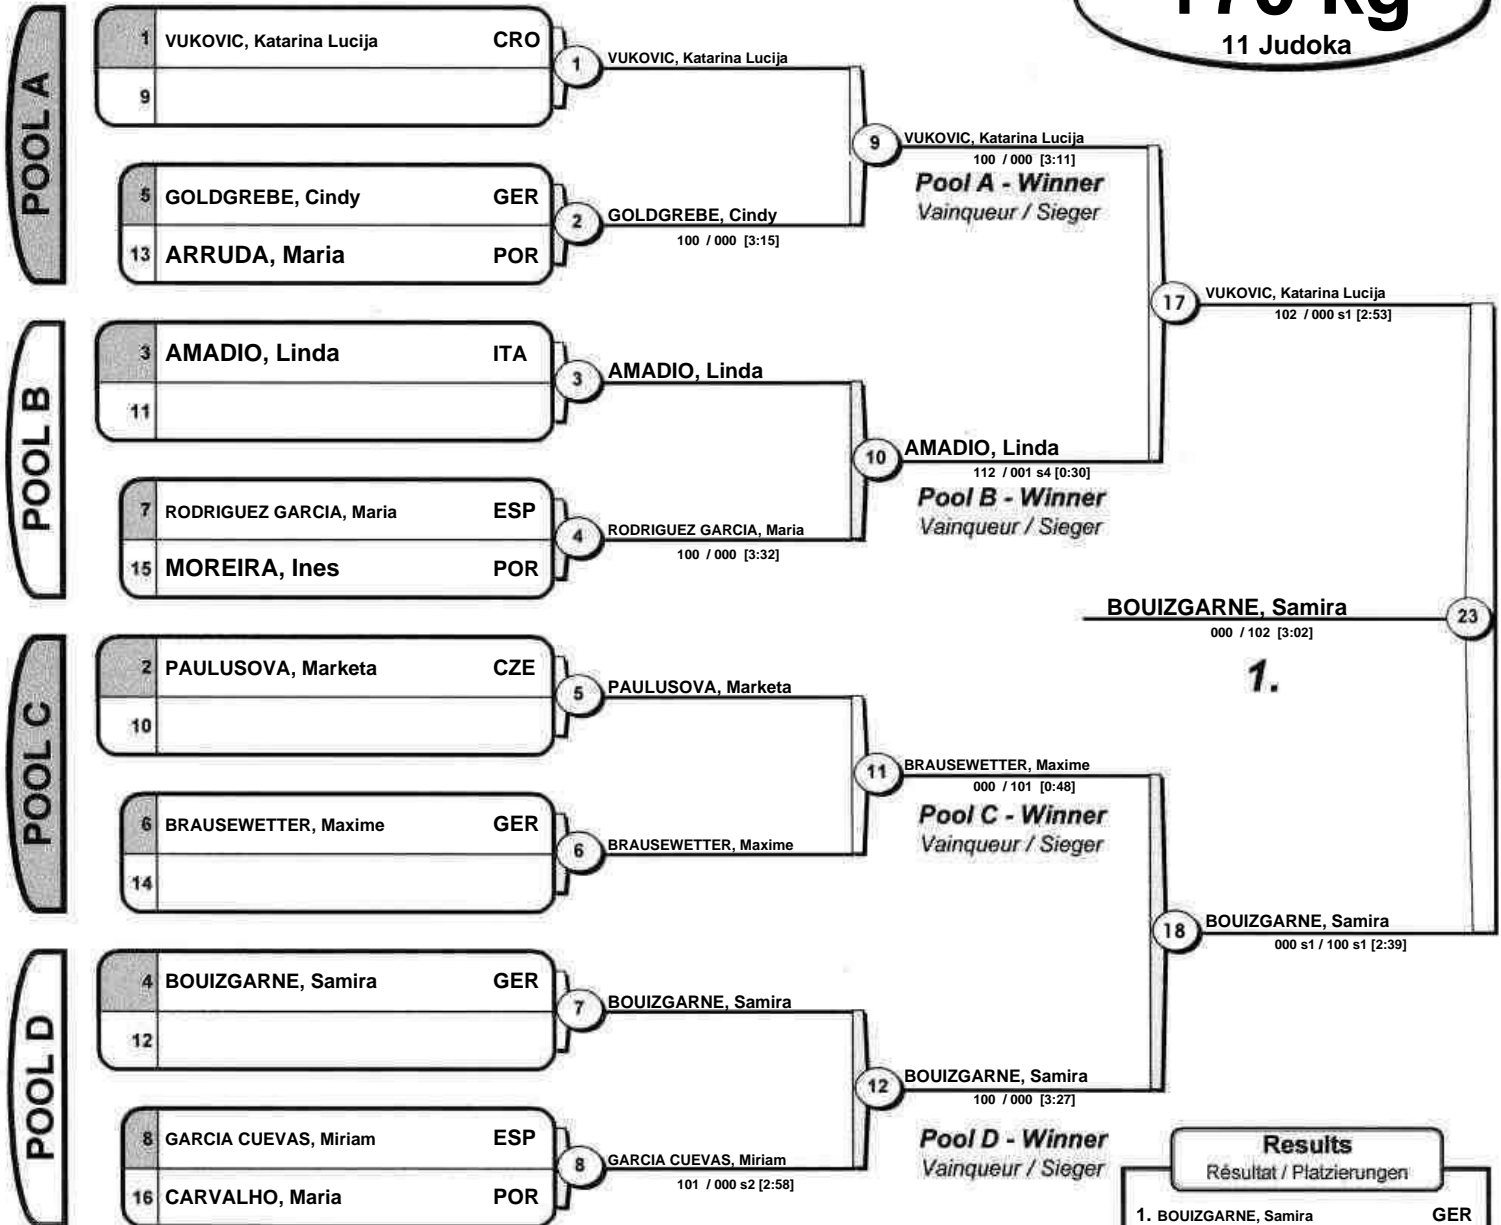 11 Judoka
POOL A
1 VUKOVIC, Katarina Lucija CRO
9
1 VUKOVIC, Katarina Lucija
5 GOLDGREBE, Cindy GER
13 ARRUDA, Maria POR
2 GOLDGREBE, Cindy
100 / 000 [3:15]
9 VUKOVIC, Katarina Lucija
100 / 000 [3:11]
Pool A - Winner
Vainqueur / Sieger
POOL B
3 AMADIO, Linda ITA
11
3 AMADIO, Linda
7 RODRIGUEZ GARCIA, Maria ESP
15 MOREIRA, Ines POR
4 RODRIGUEZ GARCIA, Maria
100 / 000 [3:32]
10 AMADIO, Linda
112 / 001 s4 [0:30]
Pool B - Winner
Vainqueur / Sieger
17 VUKOVIC, Katarina Lucija
102 / 000 s1 [2:53]
BOUIZGARNE, Samira 23
000 / 102 [3:02]
1.
POOL C
2 PAULUSOVA, Marketa CZE
10
5 PAULUSOVA, Marketa
6 BRAUSEWETTER, Maxime GER
14
6 BRAUSEWETTER, Maxime
11 BRAUSEWETTER, Maxime
000 / 101 [0:48]
Pool C - Winner
Vainqueur / Sieger
POOL D
4 BOUIZGARNE, Samira GER
12
7 BOUIZGARNE, Samira
8 GARCIA CUEVAS, Miriam ESP
16 CARVALHO, Maria POR
8 GARCIA CUEVAS, Miriam
101 / 000 s2 [2:58]
12 BOUIZGARNE, Samira
100 / 000 [3:27]
Pool D - Winner
Vainqueur / Sieger
18 BOUIZGARNE, Samira
000 s1 / 100 s1 [2:39]
Results
Résultat / Platzierungen
1. BOUIZGARNE, Samira GER